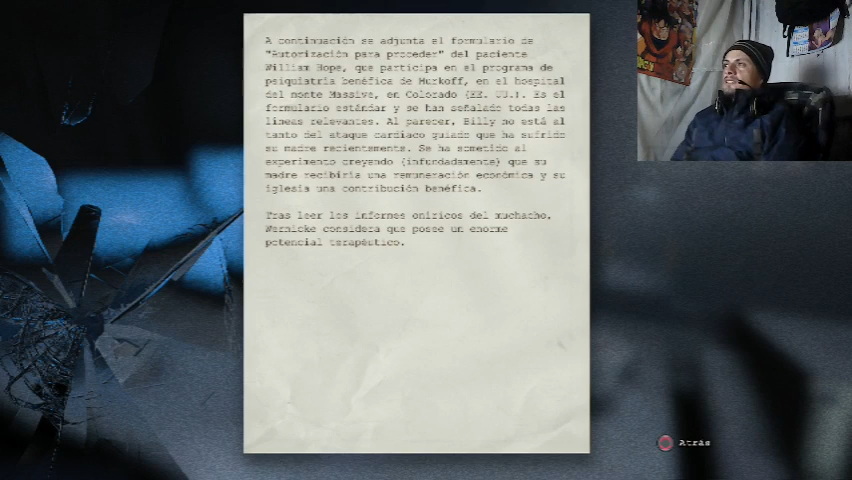 A continuación se adjunta el formulario de
"Autorización para proceder" del paciente
William Hope, que participa en el programa de
psiquiatría benéfica de Murkoff, en el hospital
del monte Massive, en Colorado (EE. UU.). Es el
formulario estándar y se han señalado todas las
líneas relevantes. Al parecer, Billy no está al
tanto del ataque cardíaco guiado que ha sufrido
su madre recientemente. Se ha sometido al
experimento creyendo (infundadamente) que su
madre recibiría una remuneración económica y su
iglesia una contribución benéfica.
Tras leer los informes oníricos del muchacho,
Wernicke considera que posee un enorme
potencial terapéutico.
Atrás